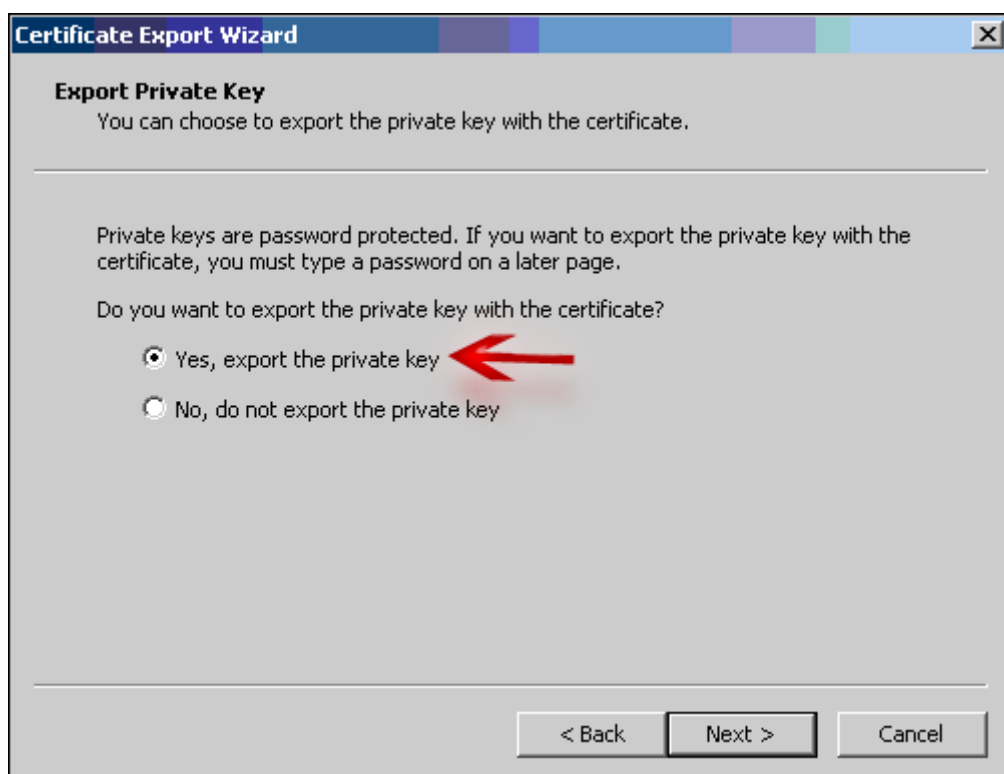 Certificate Export Wizard
Export Private Key
You can choose to export the private key with the certificate.
Private keys are password protected. If you want to export the private key with the
certificate, you must type a password on a later page.
Do you want to export the private key with the certificate?
Yes, export the private key
No, do not export the private key
< Back Next > Cancel